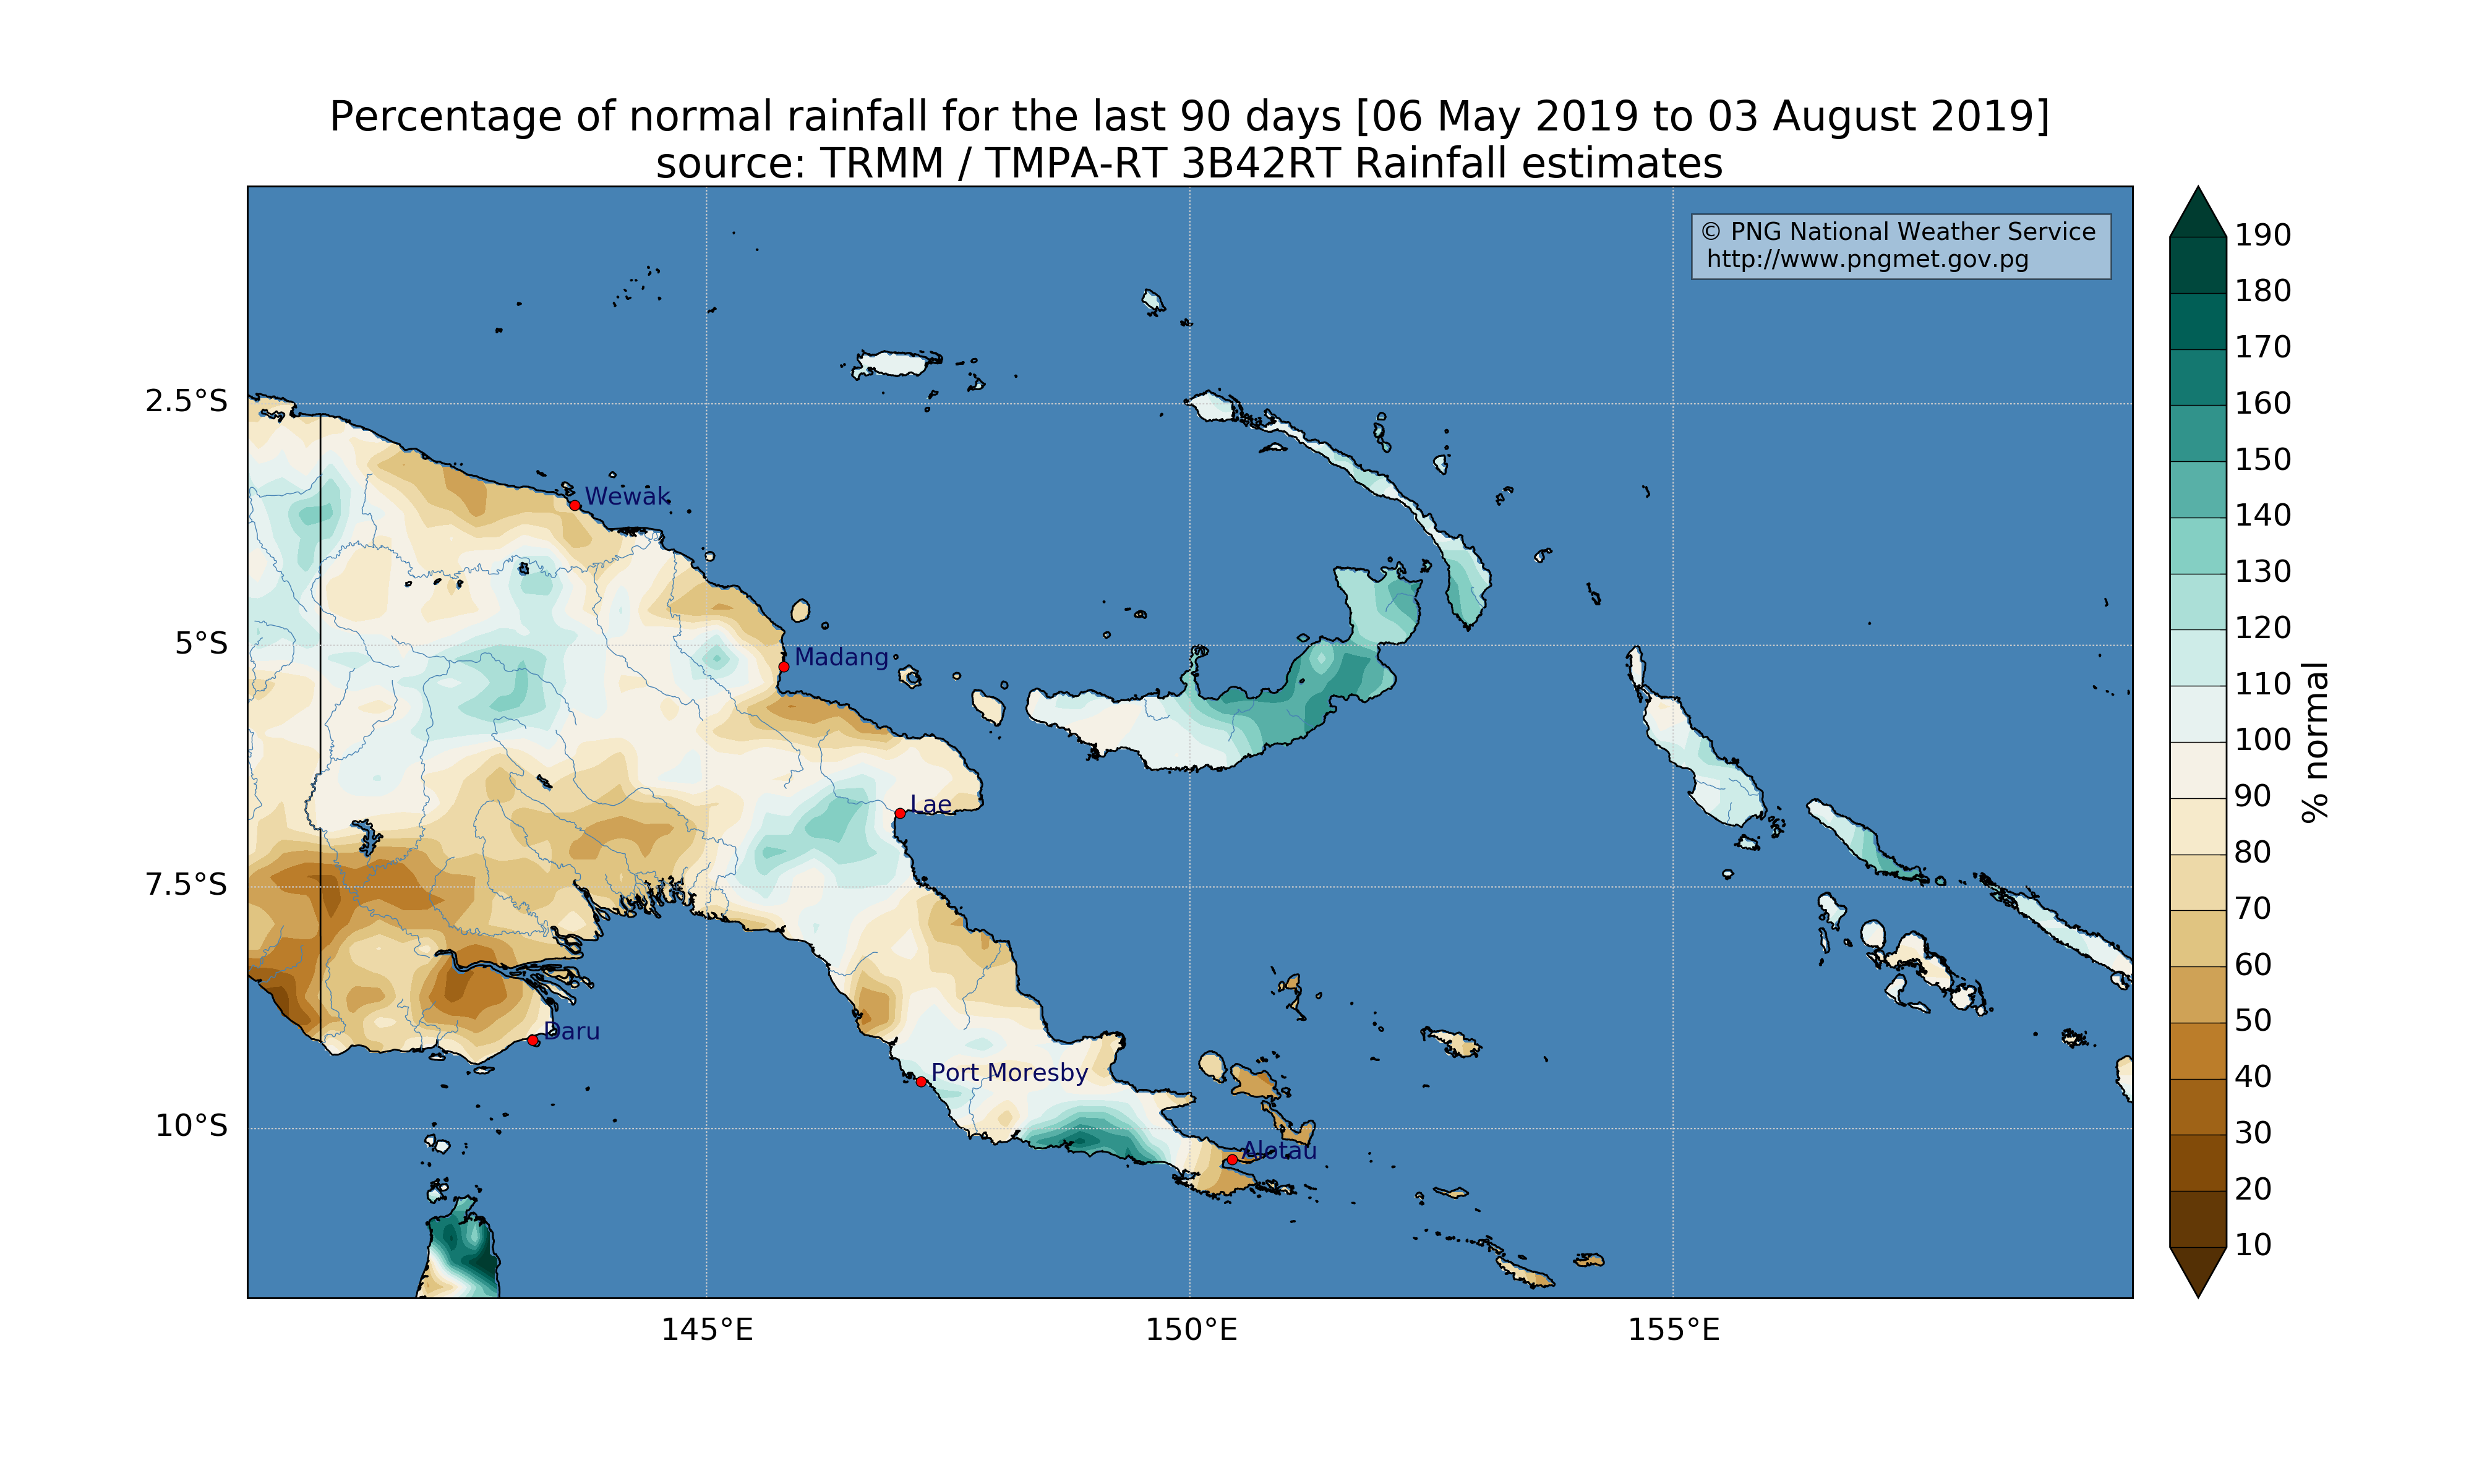 Percentage of normal rainfall for the last 90 days [06 May 2019 to 03 August 2019]
source: TRMM / TMPA-RT 3B42RT Rainfall estimates
© PNG National Weather Service
http://www.pngmet.gov.pg
2.5°S
5°S
7.5°S
10°S
Wewak
Madang
Lae
Daru
Port Moresby
Alotau
145°E
150°E
155°E
190
180
170
160
150
140
130
120
110
100
90
80
70
60
50
40
30
20
10
% normal